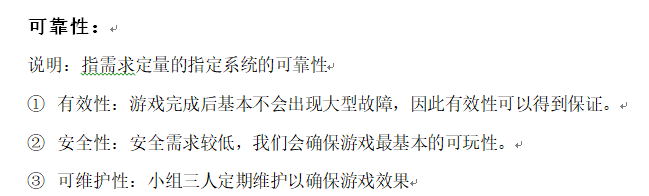 可靠性：
说明：指需求定量的指定系统的可靠性
① 有效性：游戏完成后基本不会出现大型故障，因此有效性可以得到保证。
② 安全性：安全需求较低，我们会确保游戏最基本的可玩性。
③ 可维护性：小组三人定期维护以确保游戏效果